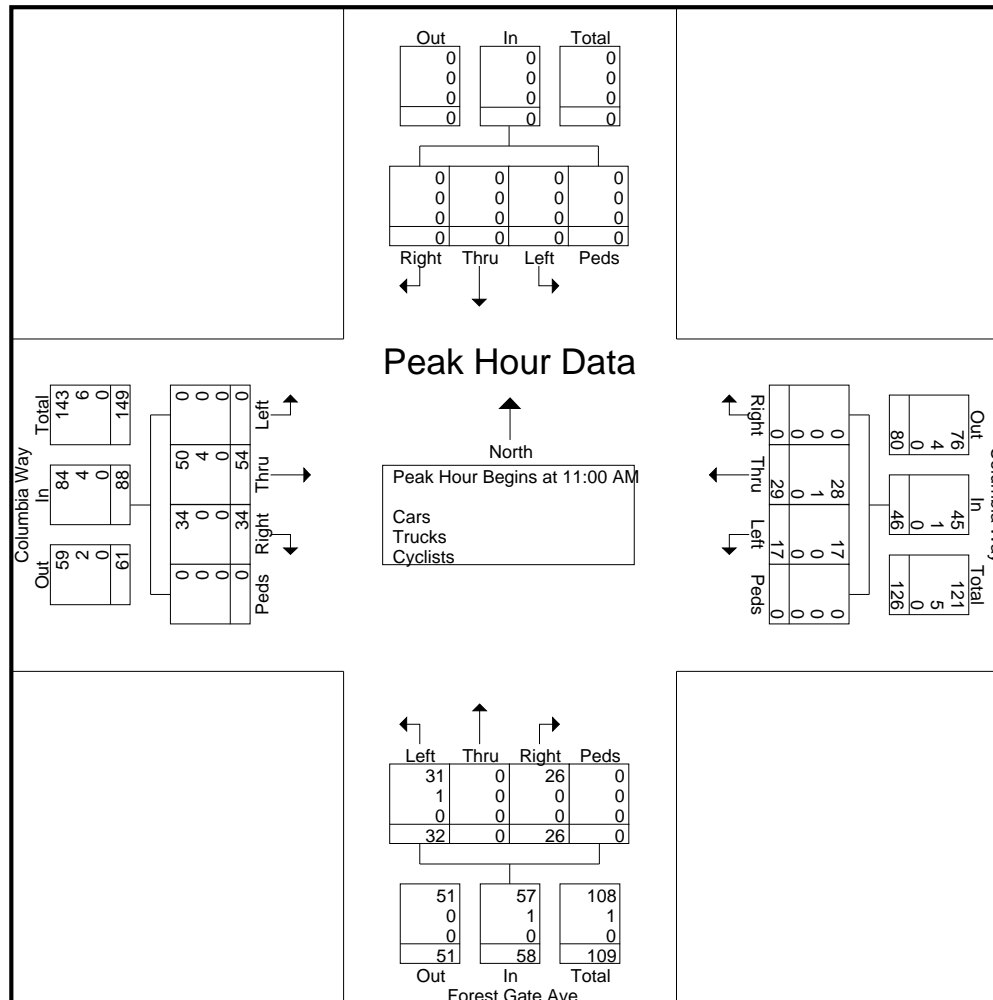 Out In Total
0 0 0
0 0 0
0 0 0
0 0 0
0 0 0 0
0 0 0 0
0 0 0 0
0 0 0 0
Right Thru Left Peds
Peak Hour Data
North
Peak Hour Begins at 11:00 AM
Cars
Trucks
Cyclists
Columbia Way
Out In Total
59 84 143
2 4 6
0 0 0
61 88 149
0 34 50 0
0 0 4 0
0 0 0 0
0 34 54 0
Peds Right Thru Left
Out In Total
76 45 121
4 1 5
0 0 0
80 46 126
0 28 17 0
0 1 0 0
0 0 0 0
0 29 17 0
Right Thru Left Peds
Left Thru Right Peds
31 0 26 0
1 0 0 0
0 0 0 0
32 0 26 0
51 57 108
0 1 1
0 0 0
51 58 109
Out In Total
Forest Gate Ave